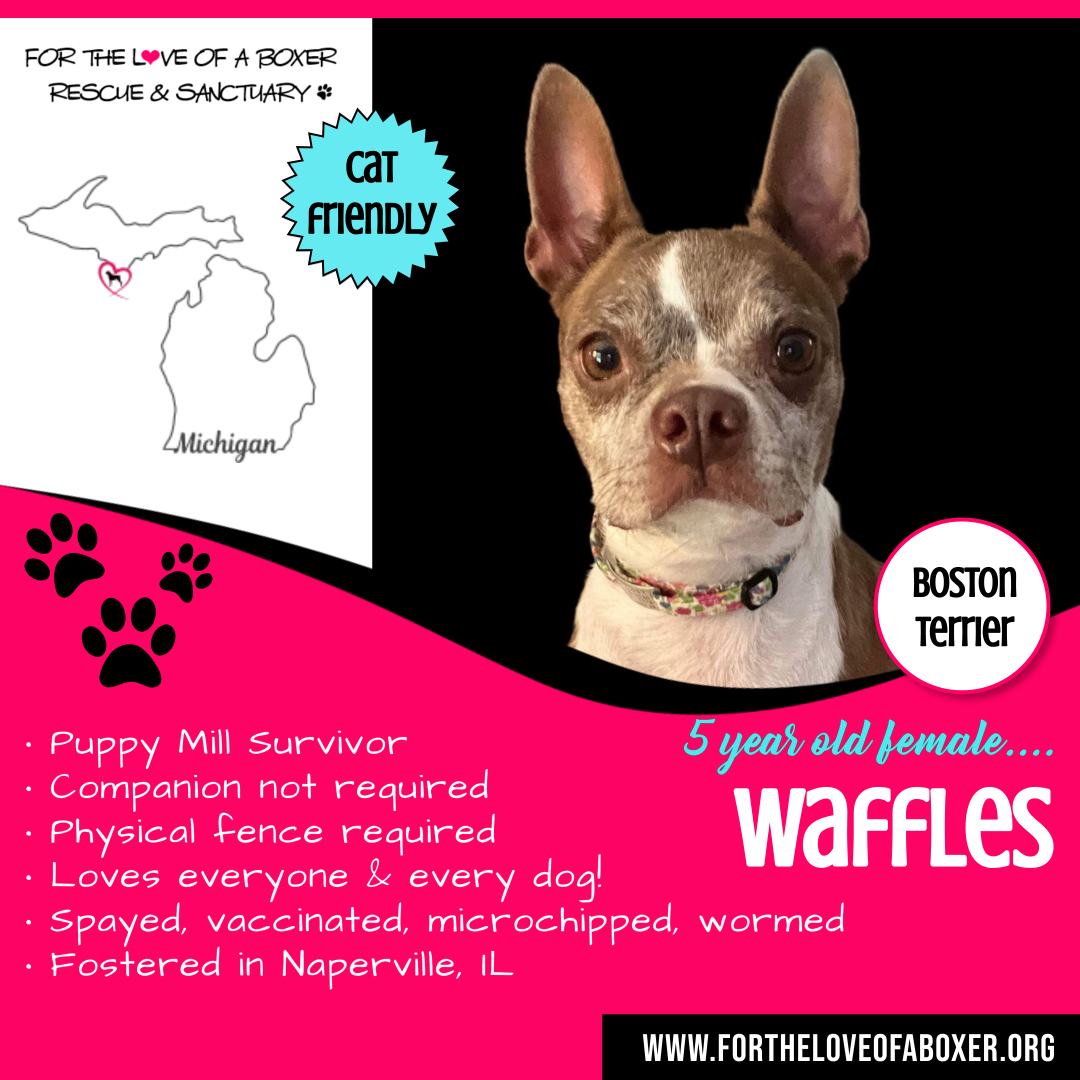 FOR THE L❤VE OF A BOXER
RESCUE & SANCTUARY
CAT
FRIENDLY
Michigan
BOSTON
TERRIER
5 year old female....
WAFFLES
• Puppy Mill Survivor
• Companion not required
• Physical fence required
• Loves everyone & every dog!
• Spayed, vaccinated, microchipped, wormed
• Fostered in Naperville, IL
WWW.FORTHELOVEOFABOXER.ORG